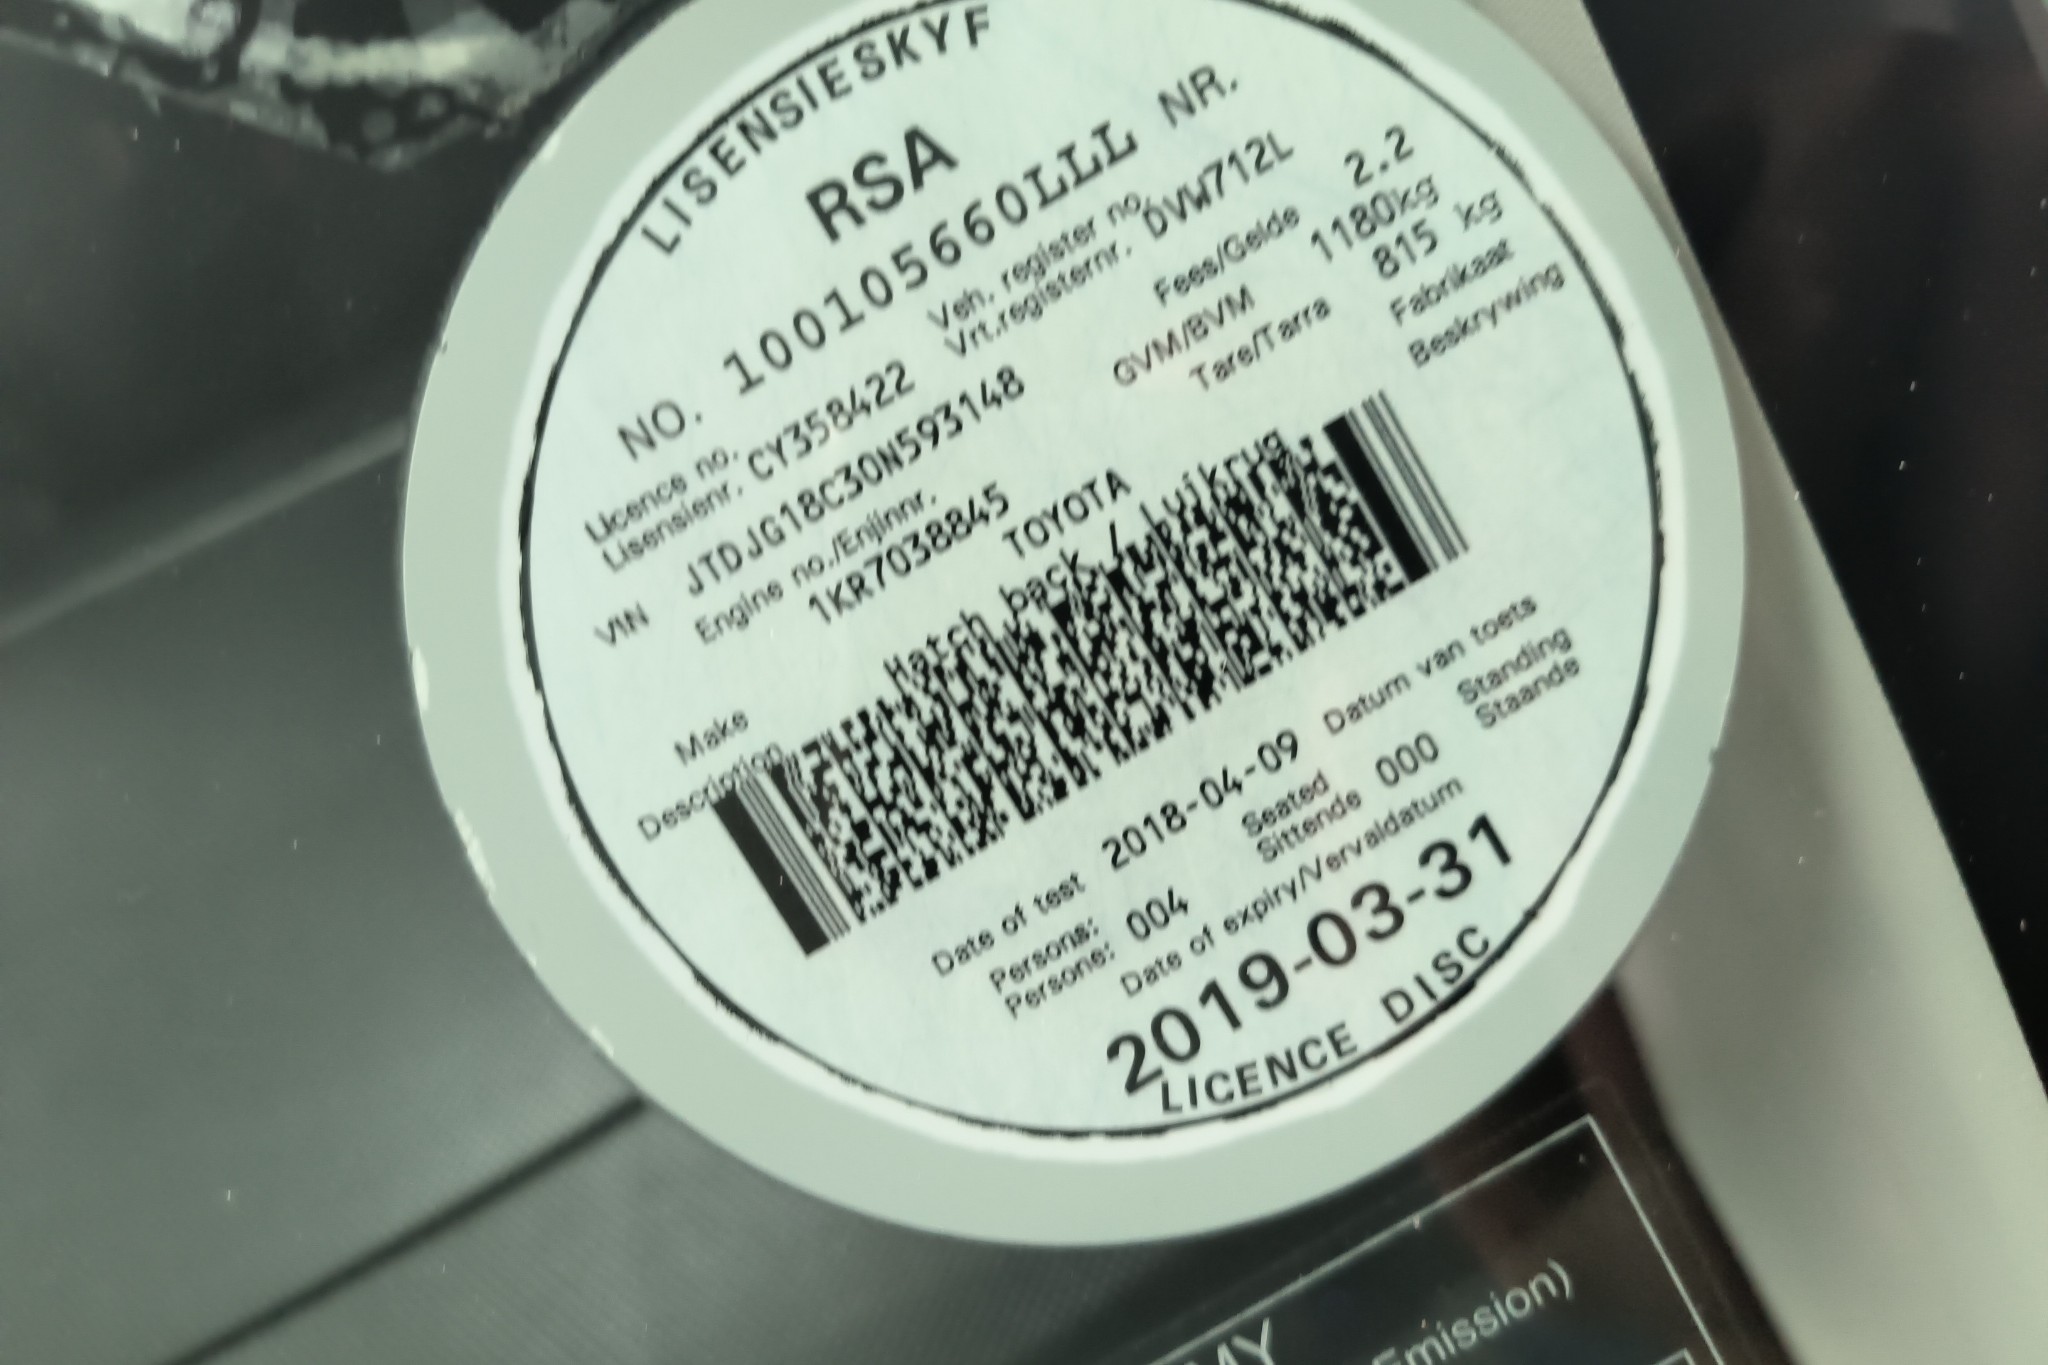 LISENSIESKYF
RSA
NO. 100105660LLL NR.
Licence no. CY358422 Veh. register no. DVW712L
Lisensienr. Vrt.registernr.
VIN JTDJG18C30N593148 Fees/Gelde 2.2
Engine no./Enjinnr. GVM/BVM 1180kg
1KR7038845 Tare/Tarra 815 kg
Make TOYOTA Fabrikaat
Description Hatch back / Luikrug Beskrywing
Date of test 2018-04-09 Datum van toets
Persons: 004 Seated 000 Standing
Persone: Sittende Staande
Date of expiry/Vervaldatum
2019-03-31
LICENCE DISC
Emission)